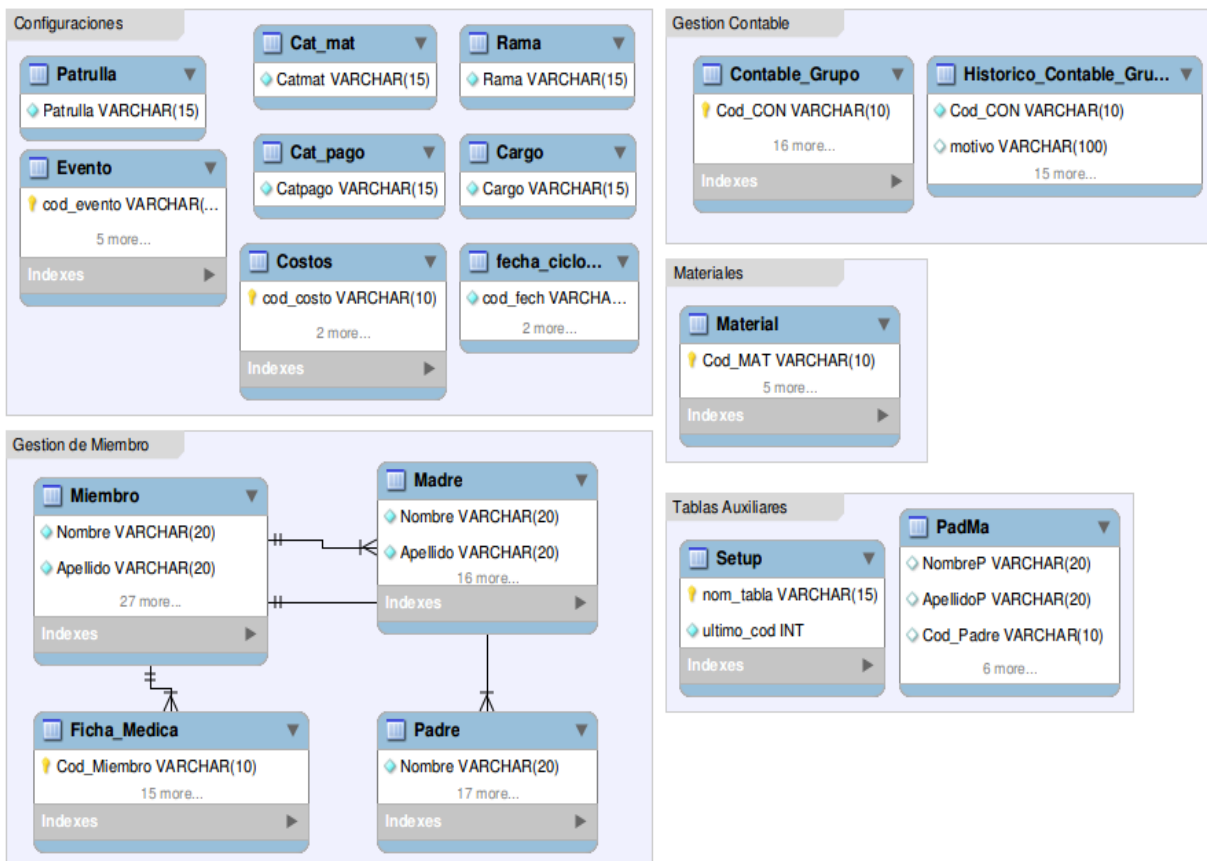 Configuraciones
Patrulla
Patrulla VARCHAR(15)
Cat_mat
Catmat VARCHAR(15)
Rama
Rama VARCHAR(15)
Evento
cod_evento VARCHAR(...
5 more...
Indexes
Cat_pago
Catpago VARCHAR(15)
Cargo
Cargo VARCHAR(15)
Costos
cod_costo VARCHAR(10)
2 more...
Indexes
fecha_ciclo...
cod_fech VARCHA...
2 more...
Gestion Contable
Contable_Grupo
Cod_CON VARCHAR(10)
16 more...
Indexes
Historico_Contable_Gru...
Cod_CON VARCHAR(10)
motivo VARCHAR(100)
15 more...
Materiales
Material
Cod_MAT VARCHAR(10)
5 more...
Indexes
Gestion de Miembro
Miembro
Nombre VARCHAR(20)
Apellido VARCHAR(20)
27 more...
Indexes
Madre
Nombre VARCHAR(20)
Apellido VARCHAR(20)
16 more...
Indexes
Ficha_Medica
Cod_Miembro VARCHAR(10)
15 more...
Indexes
Padre
Nombre VARCHAR(20)
17 more...
Indexes
Tablas Auxiliares
Setup
nom_tabla VARCHAR(15)
ultimo_cod INT
Indexes
PadMa
NombreP VARCHAR(20)
ApellidoP VARCHAR(20)
Cod_Padre VARCHAR(10)
6 more...